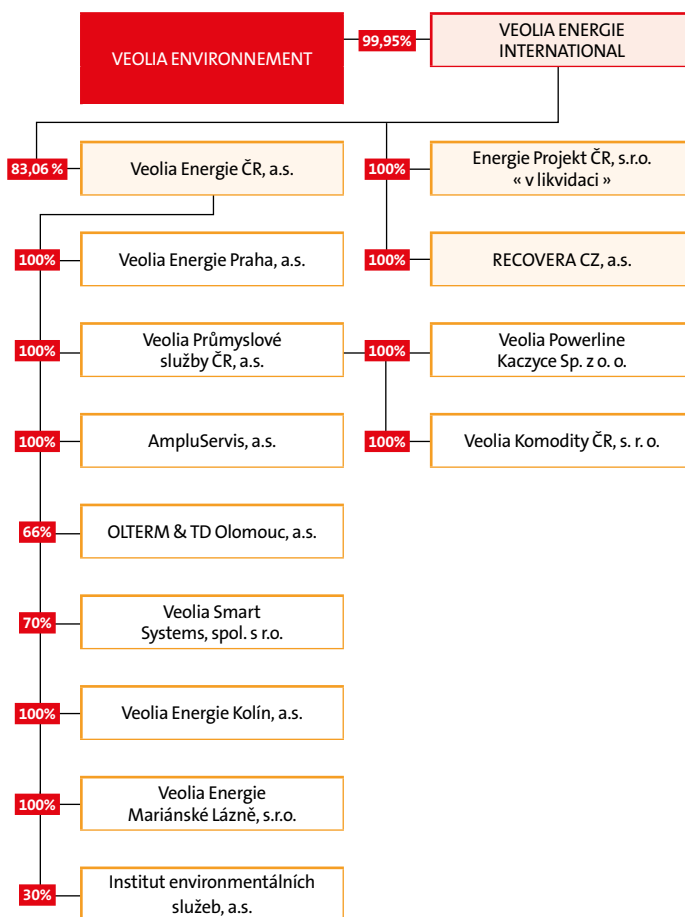 VEOLIA ENVIRONNEMENT
99,95%
VEOLIA ENERGIE
INTERNATIONAL
83,06 %
Veolia Energie ČR, a.s.
100%
Energie Projekt ČR, s.r.o.
« v likvidaci »
100%
Veolia Energie Praha, a.s.
100%
RECOVERA CZ, a.s.
100%
Veolia Průmyslové
služby ČR, a.s.
100%
Veolia Powerline
Kaczyce Sp. z o. o.
100%
AmpluServis, a.s.
100%
Veolia Komodity ČR, s. r. o.
66%
OLTERM & TD Olomouc, a.s.
70%
Veolia Smart
Systems, spol. s r.o.
100%
Veolia Energie Kolín, a.s.
100%
Veolia Energie
Mariánské Lázně, s.r.o.
30%
Institut environmentálních
služeb, a.s.